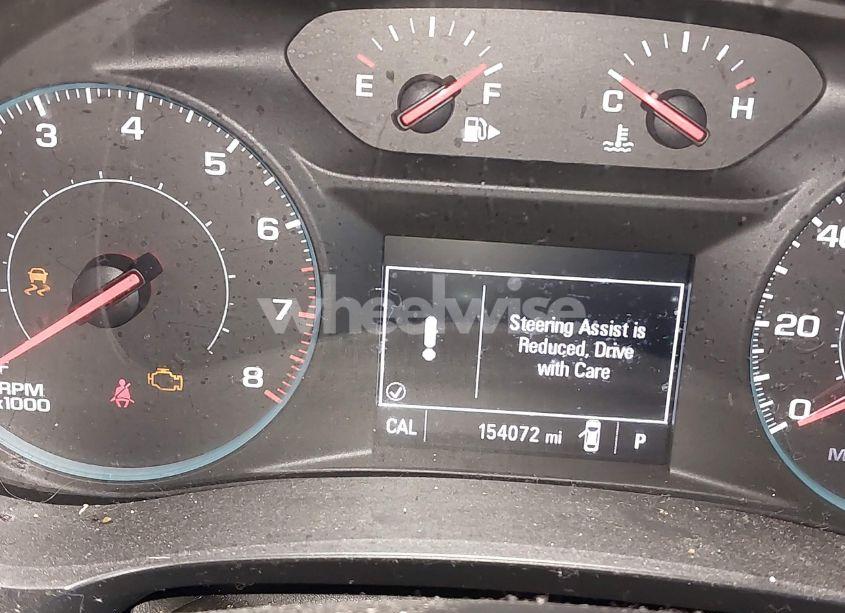 E
F
C
H
3
4
5
6
7
8
RPM
x1000
40
20
0
M
wheelwise
Steering Assist is
Reduced, Drive
with Care
CAL
154072 mi
P